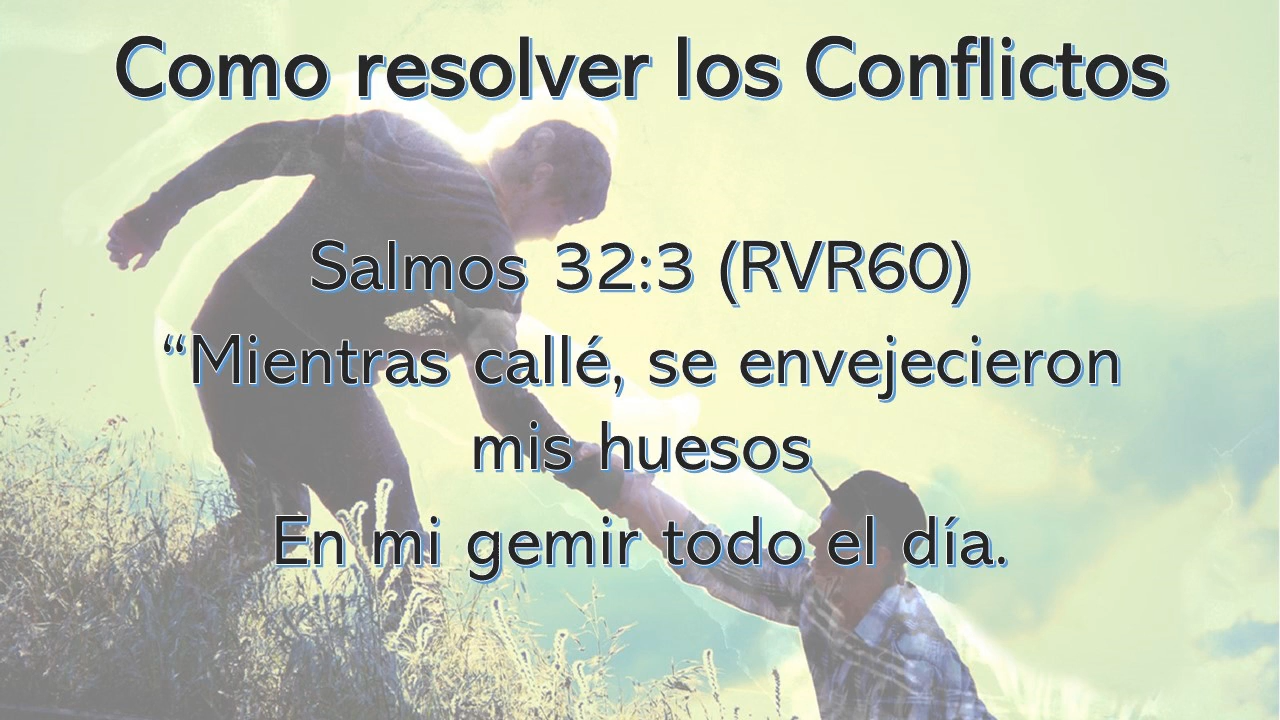 Como resolver los Conflictos
Salmos 32:3 (RVR60)
“Mientras callé, se envejecieron
mis huesos
En mi gemir todo el día.